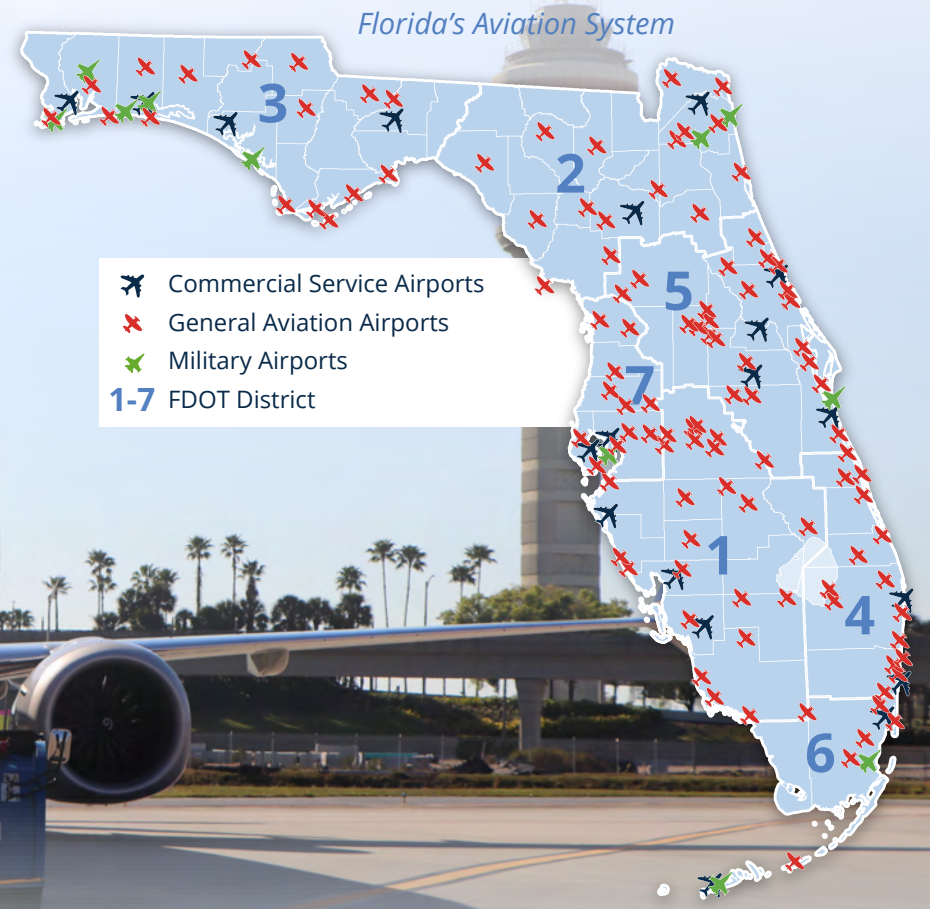 Florida's Aviation System
3
2
5
Commercial Service Airports
General Aviation Airports
Military Airports
1-7 FDOT District
7
1
4
6